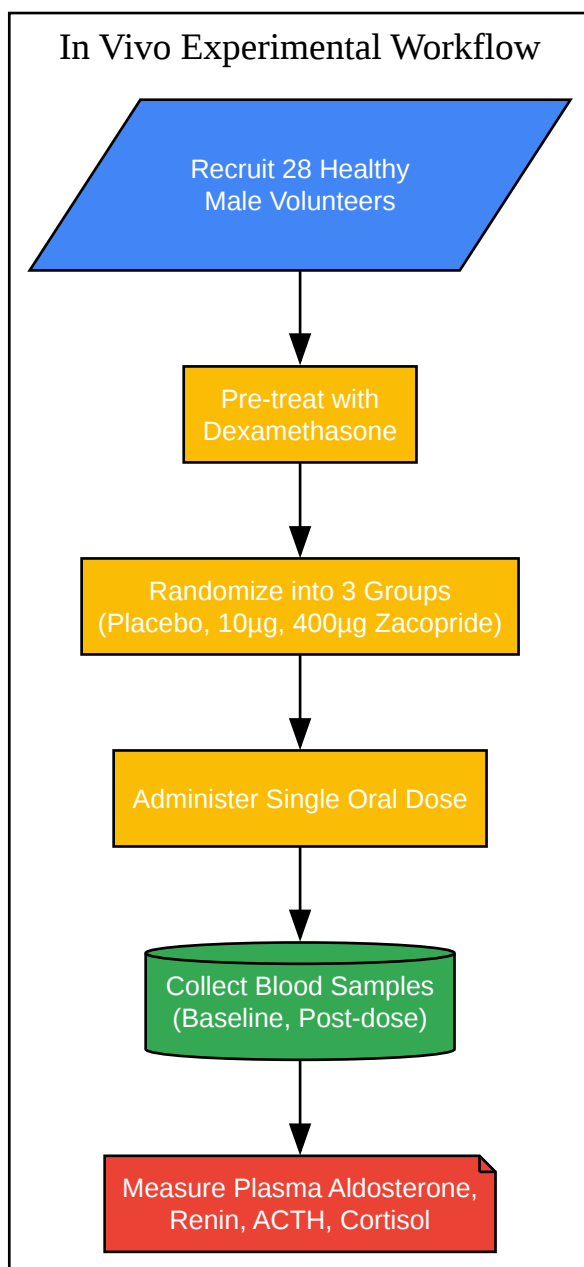 In Vivo Experimental Workflow
Recruit 28 Healthy
Male Volunteers
Pre-treat with
Dexamethasone
Randomize into 3 Groups
(Placebo, 10µg, 400µg Zacopride)
Administer Single Oral Dose
Collect Blood Samples
(Baseline, Post-dose)
Measure Plasma Aldosterone,
Renin, ACTH, Cortisol